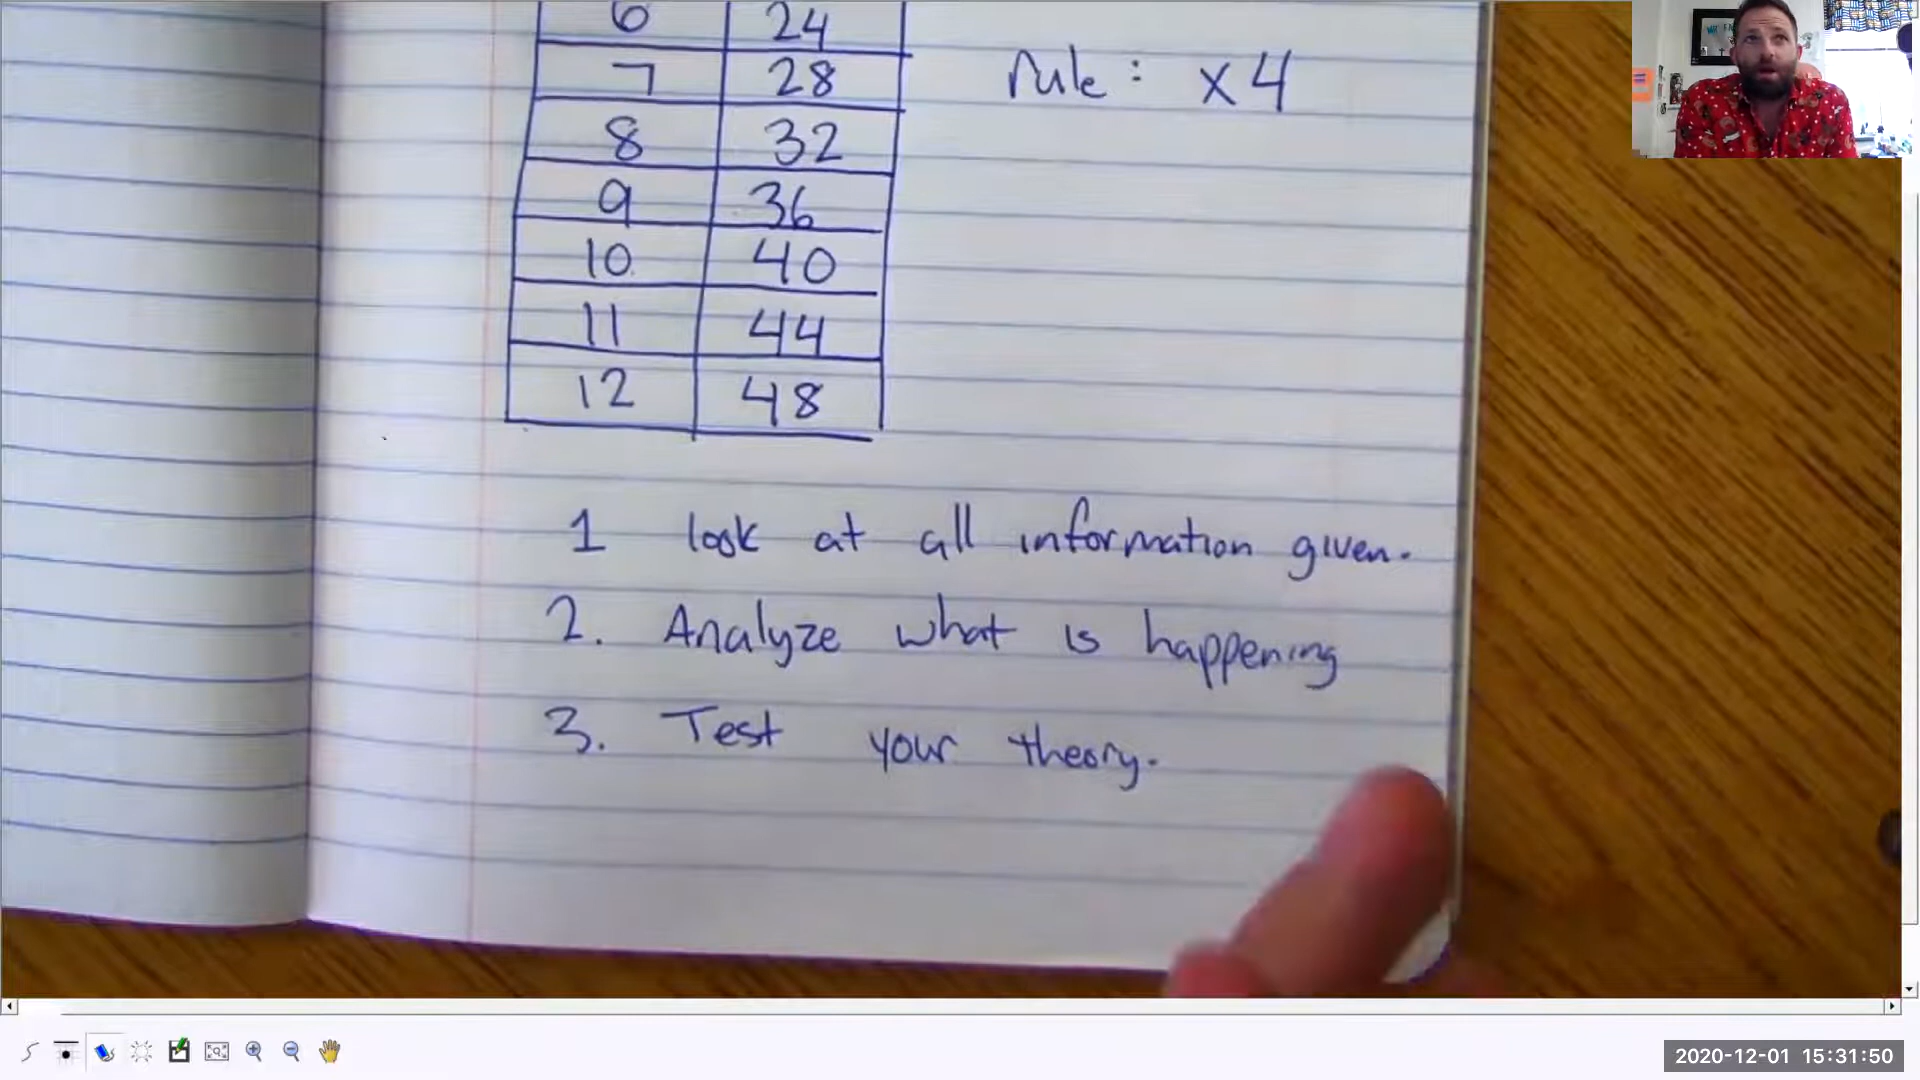 6 24
7 28
rule: x4
8 32
9 36
10 40
11 44
12 48
1 look at all information given.
2. Analyze what is happening
3. Test your theory.
2020-12-01 15:31:50